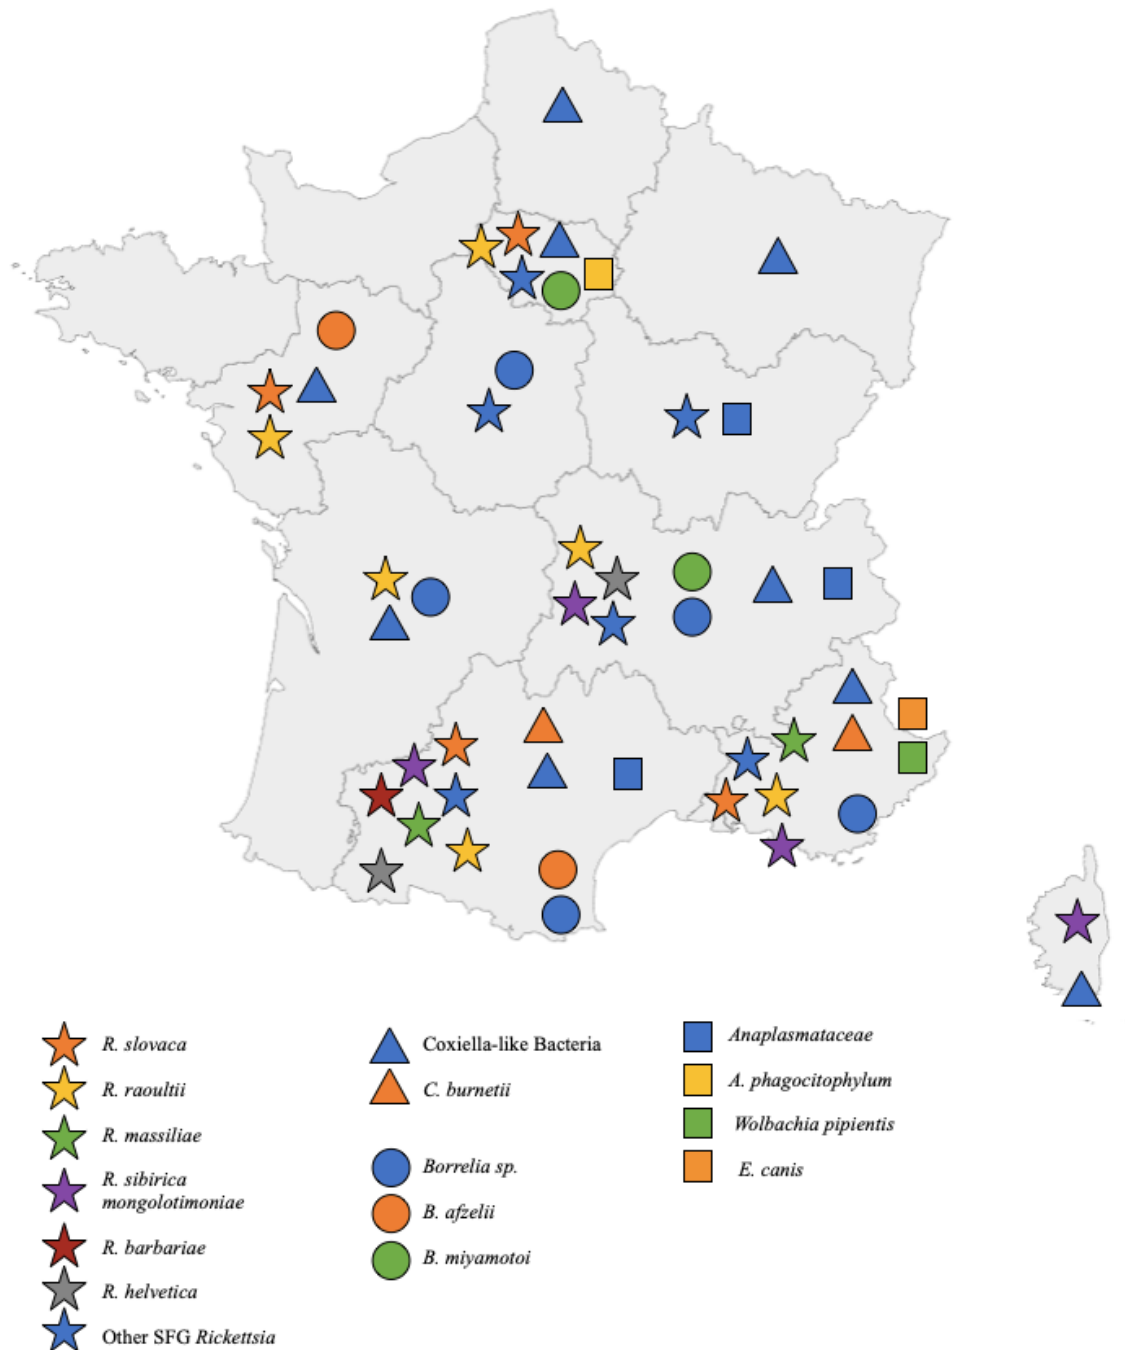 R. slovaca
R. raoultii
R. massiliae
R. sibirica
mongolotimoniae
R. barbariae
R. helvetica
Other SFG Rickettsia
Coxiella-like Bacteria
C. burnetii
Borrelia sp.
B. afzelii
B. miyamotoi
Anaplasmataceae
A. phagocitophylum
Wolbachia pipientis
E. canis